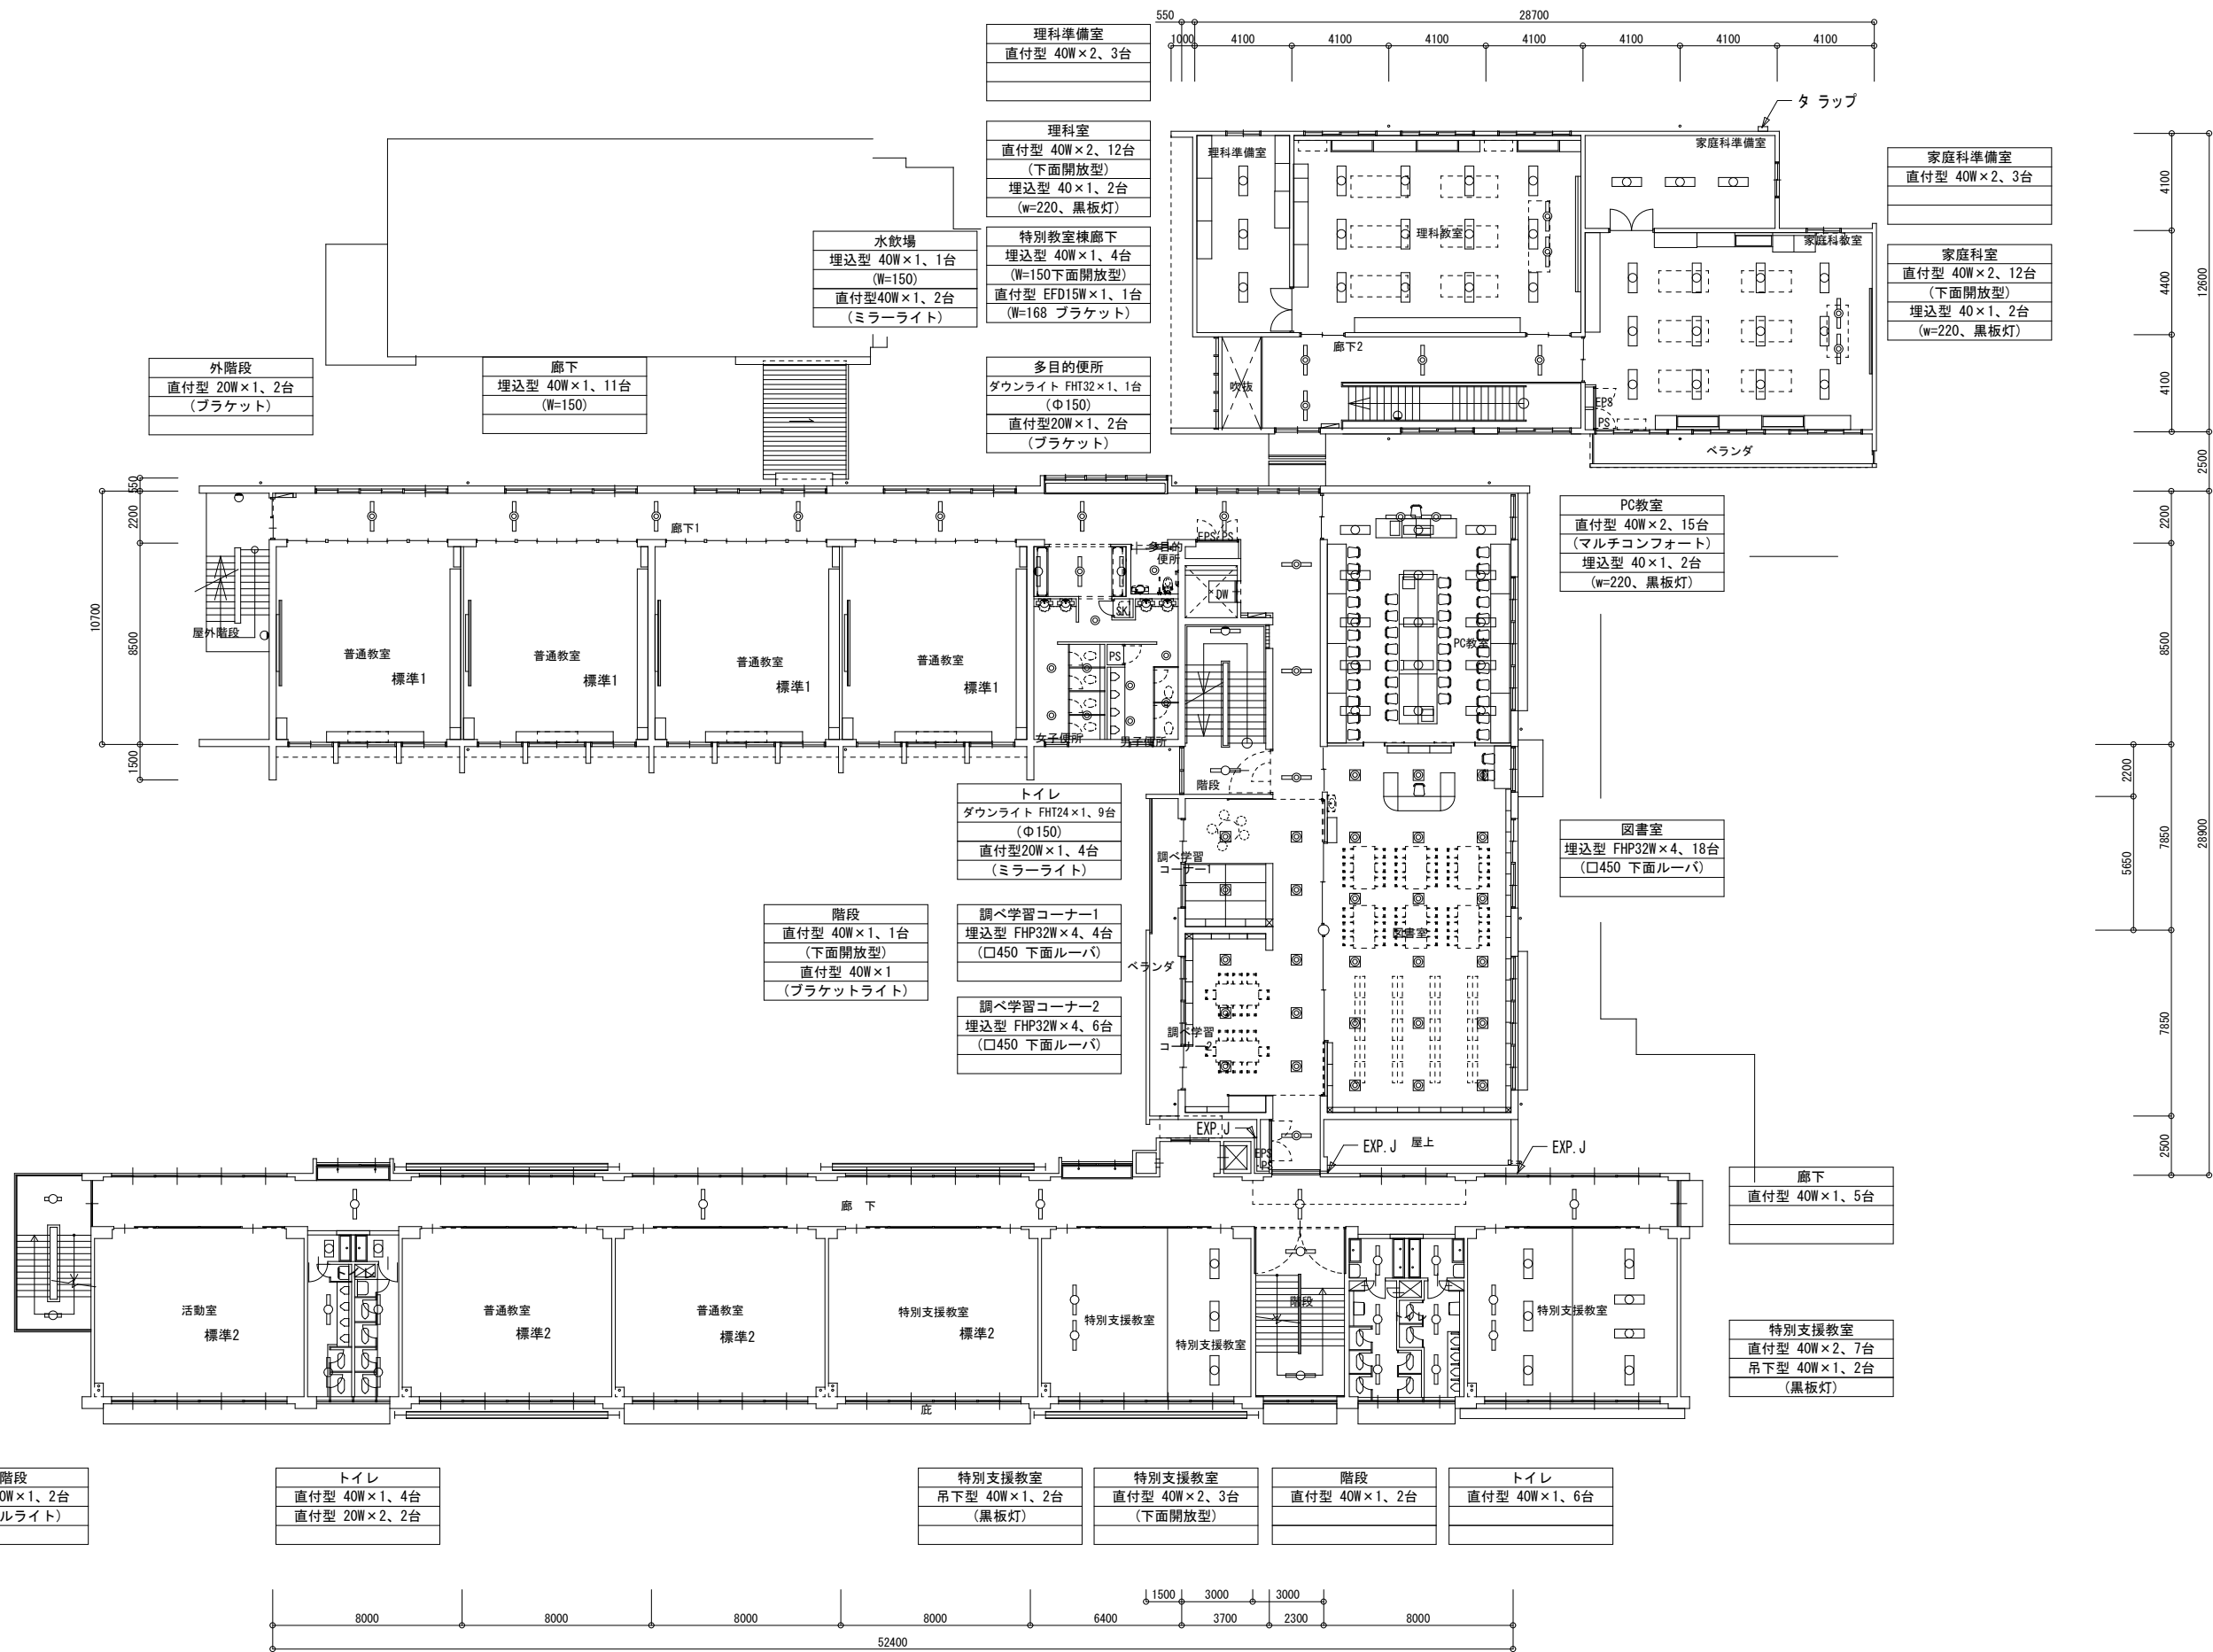 550
28700
1000
4100
4100
4100
4100
4100
4100
4100
理科準備室
直付型 40W×2、3台
タ ラップ
理科室
直付型 40W×2、12台
(下面開放型)
埋込型 40×1、2台
(w=220、黒板灯)
特別教室棟廊下
埋込型 40W×1、4台
(W=150下面開放型)
直付型 EFD15W×1、1台
(W=168 ブラケット)
水飲場
埋込型 40W×1、1台
(W=150)
直付型40W×1、2台
(ミラーライト)
理科準備室
理科教室
家庭科準備室
家庭科教室
家庭科準備室
直付型 40W×2、3台
家庭科室
直付型 40W×2、12台
(下面開放型)
埋込型 40×1、2台
(w=220、黒板灯)
4100
4400
4100
12600
2500
外階段
直付型 20W×1、2台
(ブラケット)
廊下
埋込型 40W×1、11台
(W=150)
多目的便所
ダウンライト FHT32×1、1台
(Φ150)
直付型20W×1、2台
(ブラケット)
廊下2
吹抜
EPS
PS
ベランダ
550
2200
8500
10700
1500
廊下1
EPS
PS
多目的
便所
上
DW
SK
PS
屋外階段
普通教室
標準1
普通教室
標準1
普通教室
標準1
普通教室
標準1
女子便所
男子便所
階段
PC教室
PC教室
直付型 40W×2、15台
(マルチコンフォート)
埋込型 40×1、2台
(w=220、黒板灯)
2200
8500
2200
7850
5650
28900
7850
2500
トイレ
ダウンライト FHT24×1、9台
(Φ150)
直付型20W×1、4台
(ミラーライト)
図書室
埋込型 FHP32W×4、18台
(□450 下面ルーバ)
調べ学習
コーナー1
図書室
階段
直付型 40W×1、1台
(下面開放型)
直付型 40W×1
(ブラケットライト)
調べ学習コーナー1
埋込型 FHP32W×4、4台
(□450 下面ルーバ)
ベランダ
調べ学習コーナー2
埋込型 FHP32W×4、6台
(□450 下面ルーバ)
調べ学習
コーナー2
EXP.J
EXP.J
屋上
EXP.J
EPS
PS
廊 下
廊下
直付型 40W×1、5台
活動室
標準2
トイレ
普通教室
標準2
普通教室
標準2
特別支援教室
標準2
特別支援教室
特別支援教室
階段
特別支援教室
庇
特別支援教室
直付型 40W×2、7台
吊下型 40W×1、2台
(黒板灯)
階段
0W×1、2台
ルライト)
トイレ
直付型 40W×1、4台
直付型 20W×2、2台
特別支援教室
吊下型 40W×1、2台
(黒板灯)
特別支援教室
直付型 40W×2、3台
(下面開放型)
階段
直付型 40W×1、2台
トイレ
直付型 40W×1、6台
1500
3000
3000
8000
8000
8000
8000
6400
3700
2300
8000
52400